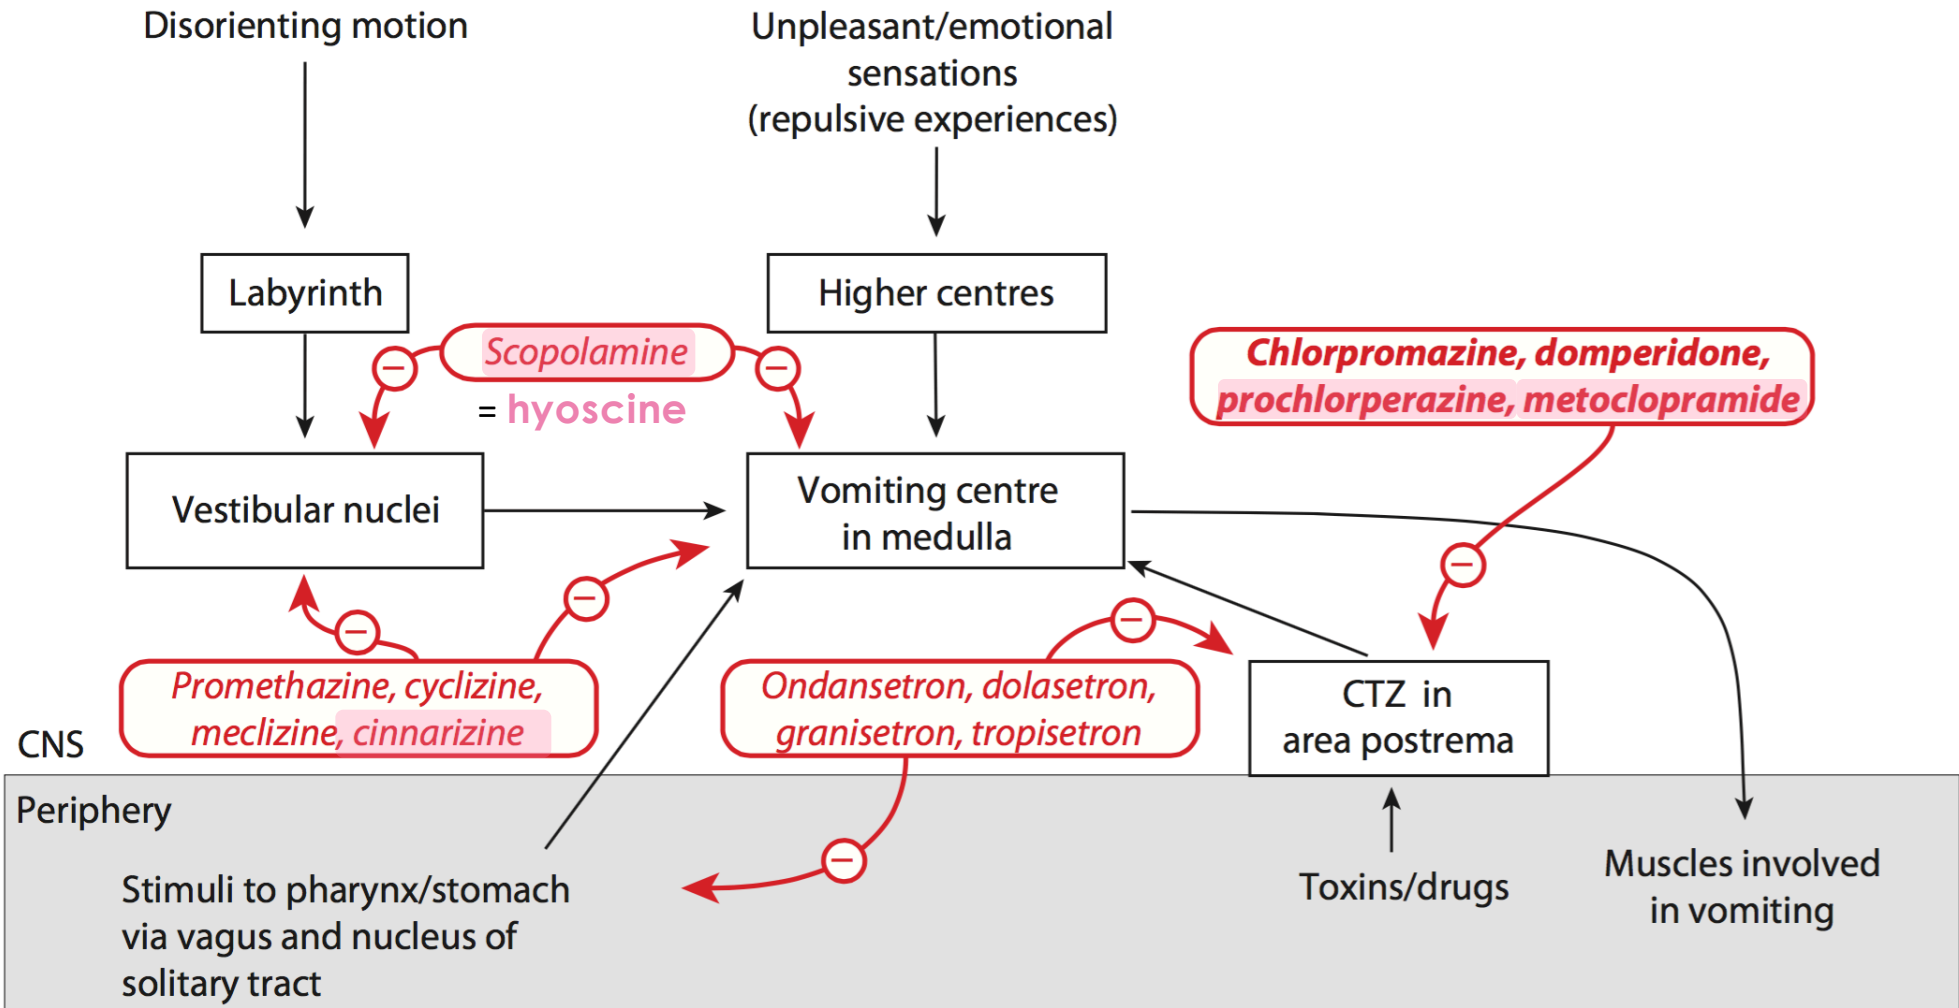 Disorienting motion
Unpleasant/emotional
sensations
(repulsive experiences)
Labyrinth
Higher centres
Scopolamine
= hyoscine
Chlorpromazine, domperidone,
prochlorperazine, metoclopramide
Vestibular nuclei
Vomiting centre
in medulla
Promethazine, cyclizine,
meclizine, cinnarizine
Ondansetron, dolasetron,
granisetron, tropisetron
CTZ in
area postrema
CNS
Periphery
Stimuli to pharynx/stomach
via vagus and nucleus of
solitary tract
Toxins/drugs
Muscles involved
in vomiting